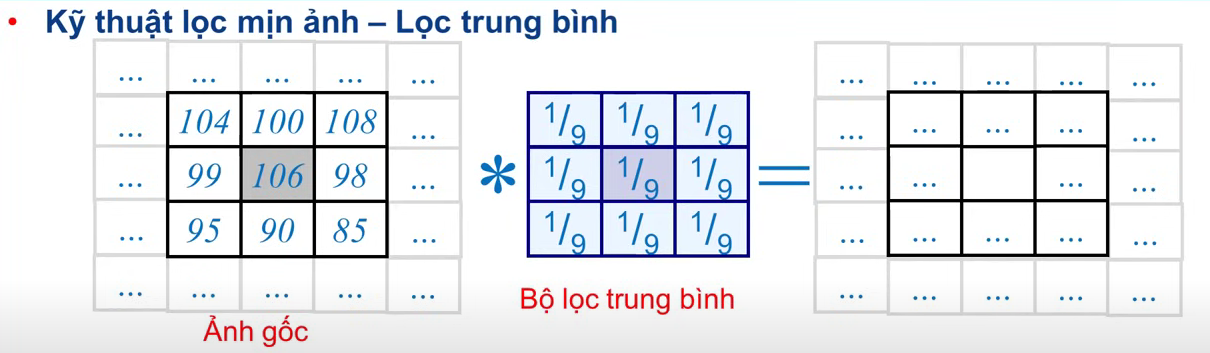 • Kỹ thuật lọc mịn ảnh – Lọc trung bình
... ... ... ... ...
... 104 100 108 ...
... 99 106 98 ...
... 95 90 85 ...
... ... ... ... ...
Ảnh gốc
*
1/9 1/9 1/9
1/9 1/9 1/9
1/9 1/9 1/9
Bộ lọc trung bình
=
... ... ... ... ...
... ... ... ... ...
... ... ... ...
... ... ... ... ...
... ... ... ... ...